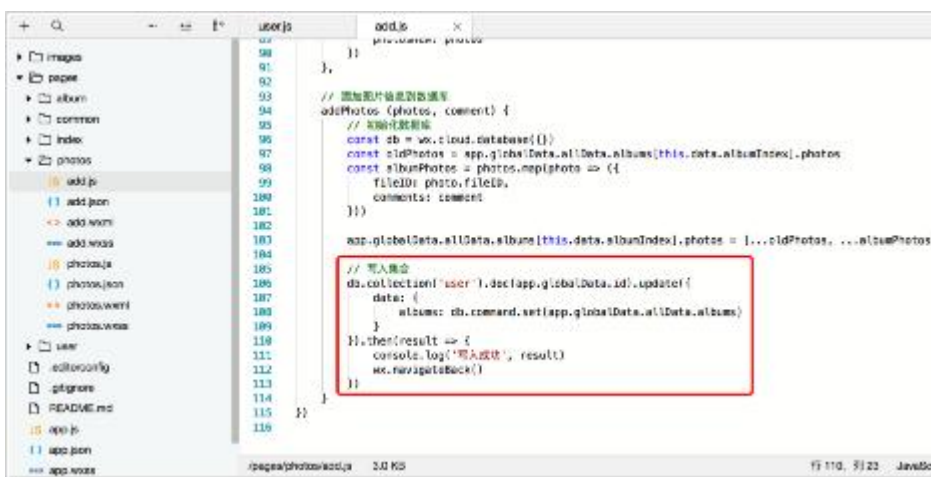 user.js
add.js
images
pages
album
common
index
photos
add.js
add.json
add.wxml
add.wxss
photos.js
photos.json
photos.wxml
photos.wxss
user
.editorconfig
.gitignore
README.md
app.js
app.json
app.wxss
90 })
91 },
92
93 // 添加图片信息到数据库
94 addPhotos (photos, comment) {
95 // 初始化数据库
96 const db = wx.cloud.database({})
97 const oldPhotos = app.globalData.allData.albums[this.data.albumIndex].photos
98 const albumPhotos = photos.map(photo => ({
99 fileID: photo.fileID,
100 comments: comment
101 }))
102
103 app.globalData.allData.albums[this.data.albumIndex].photos = [...oldPhotos, ...albumPhotos
104
105 // 写入集合
106 db.collection('user').doc(app.globalData.id).update({
107 data: {
108 albums: db.command.set(app.globalData.allData.albums)
109 }
110 }).then(result => {
111 console.log('写入成功', result)
112 wx.navigateBack()
113 })
114 }
115 })
116
/pages/photos/add.js 3.0 KB
行 110, 列 23 JavaSc